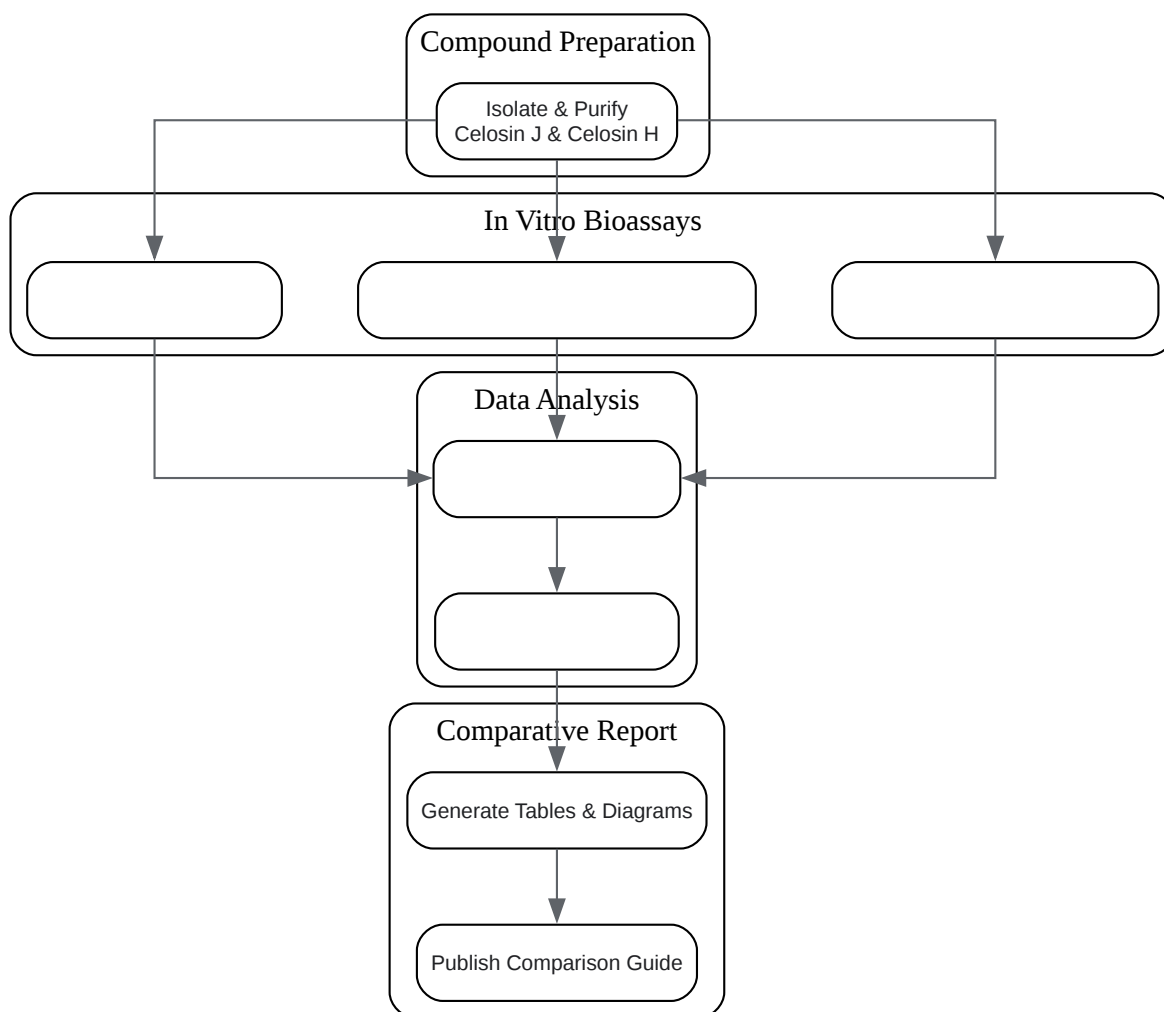 Compound Preparation
Isolate & Purify
Celosin J & Celosin H
In Vitro Bioassays
Data Analysis
Comparative Report
Generate Tables & Diagrams
Publish Comparison Guide